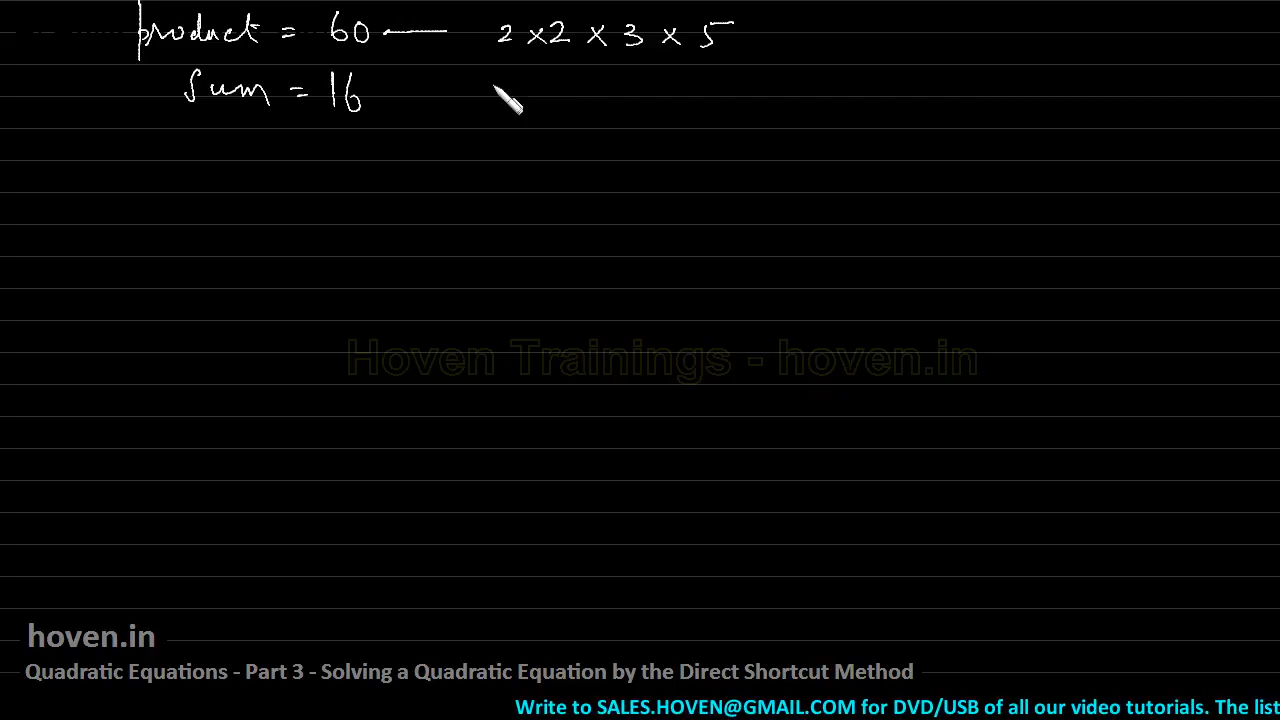 product = 60 — 2 × 2 × 3 × 5
Sum = 16
Hoven Trainings - hoven.in
hoven.in
Quadratic Equations - Part 3 - Solving a Quadratic Equation by the Direct Shortcut Method
Write to SALES.HOVEN@GMAIL.COM for DVD/USB of all our video tutorials. The list